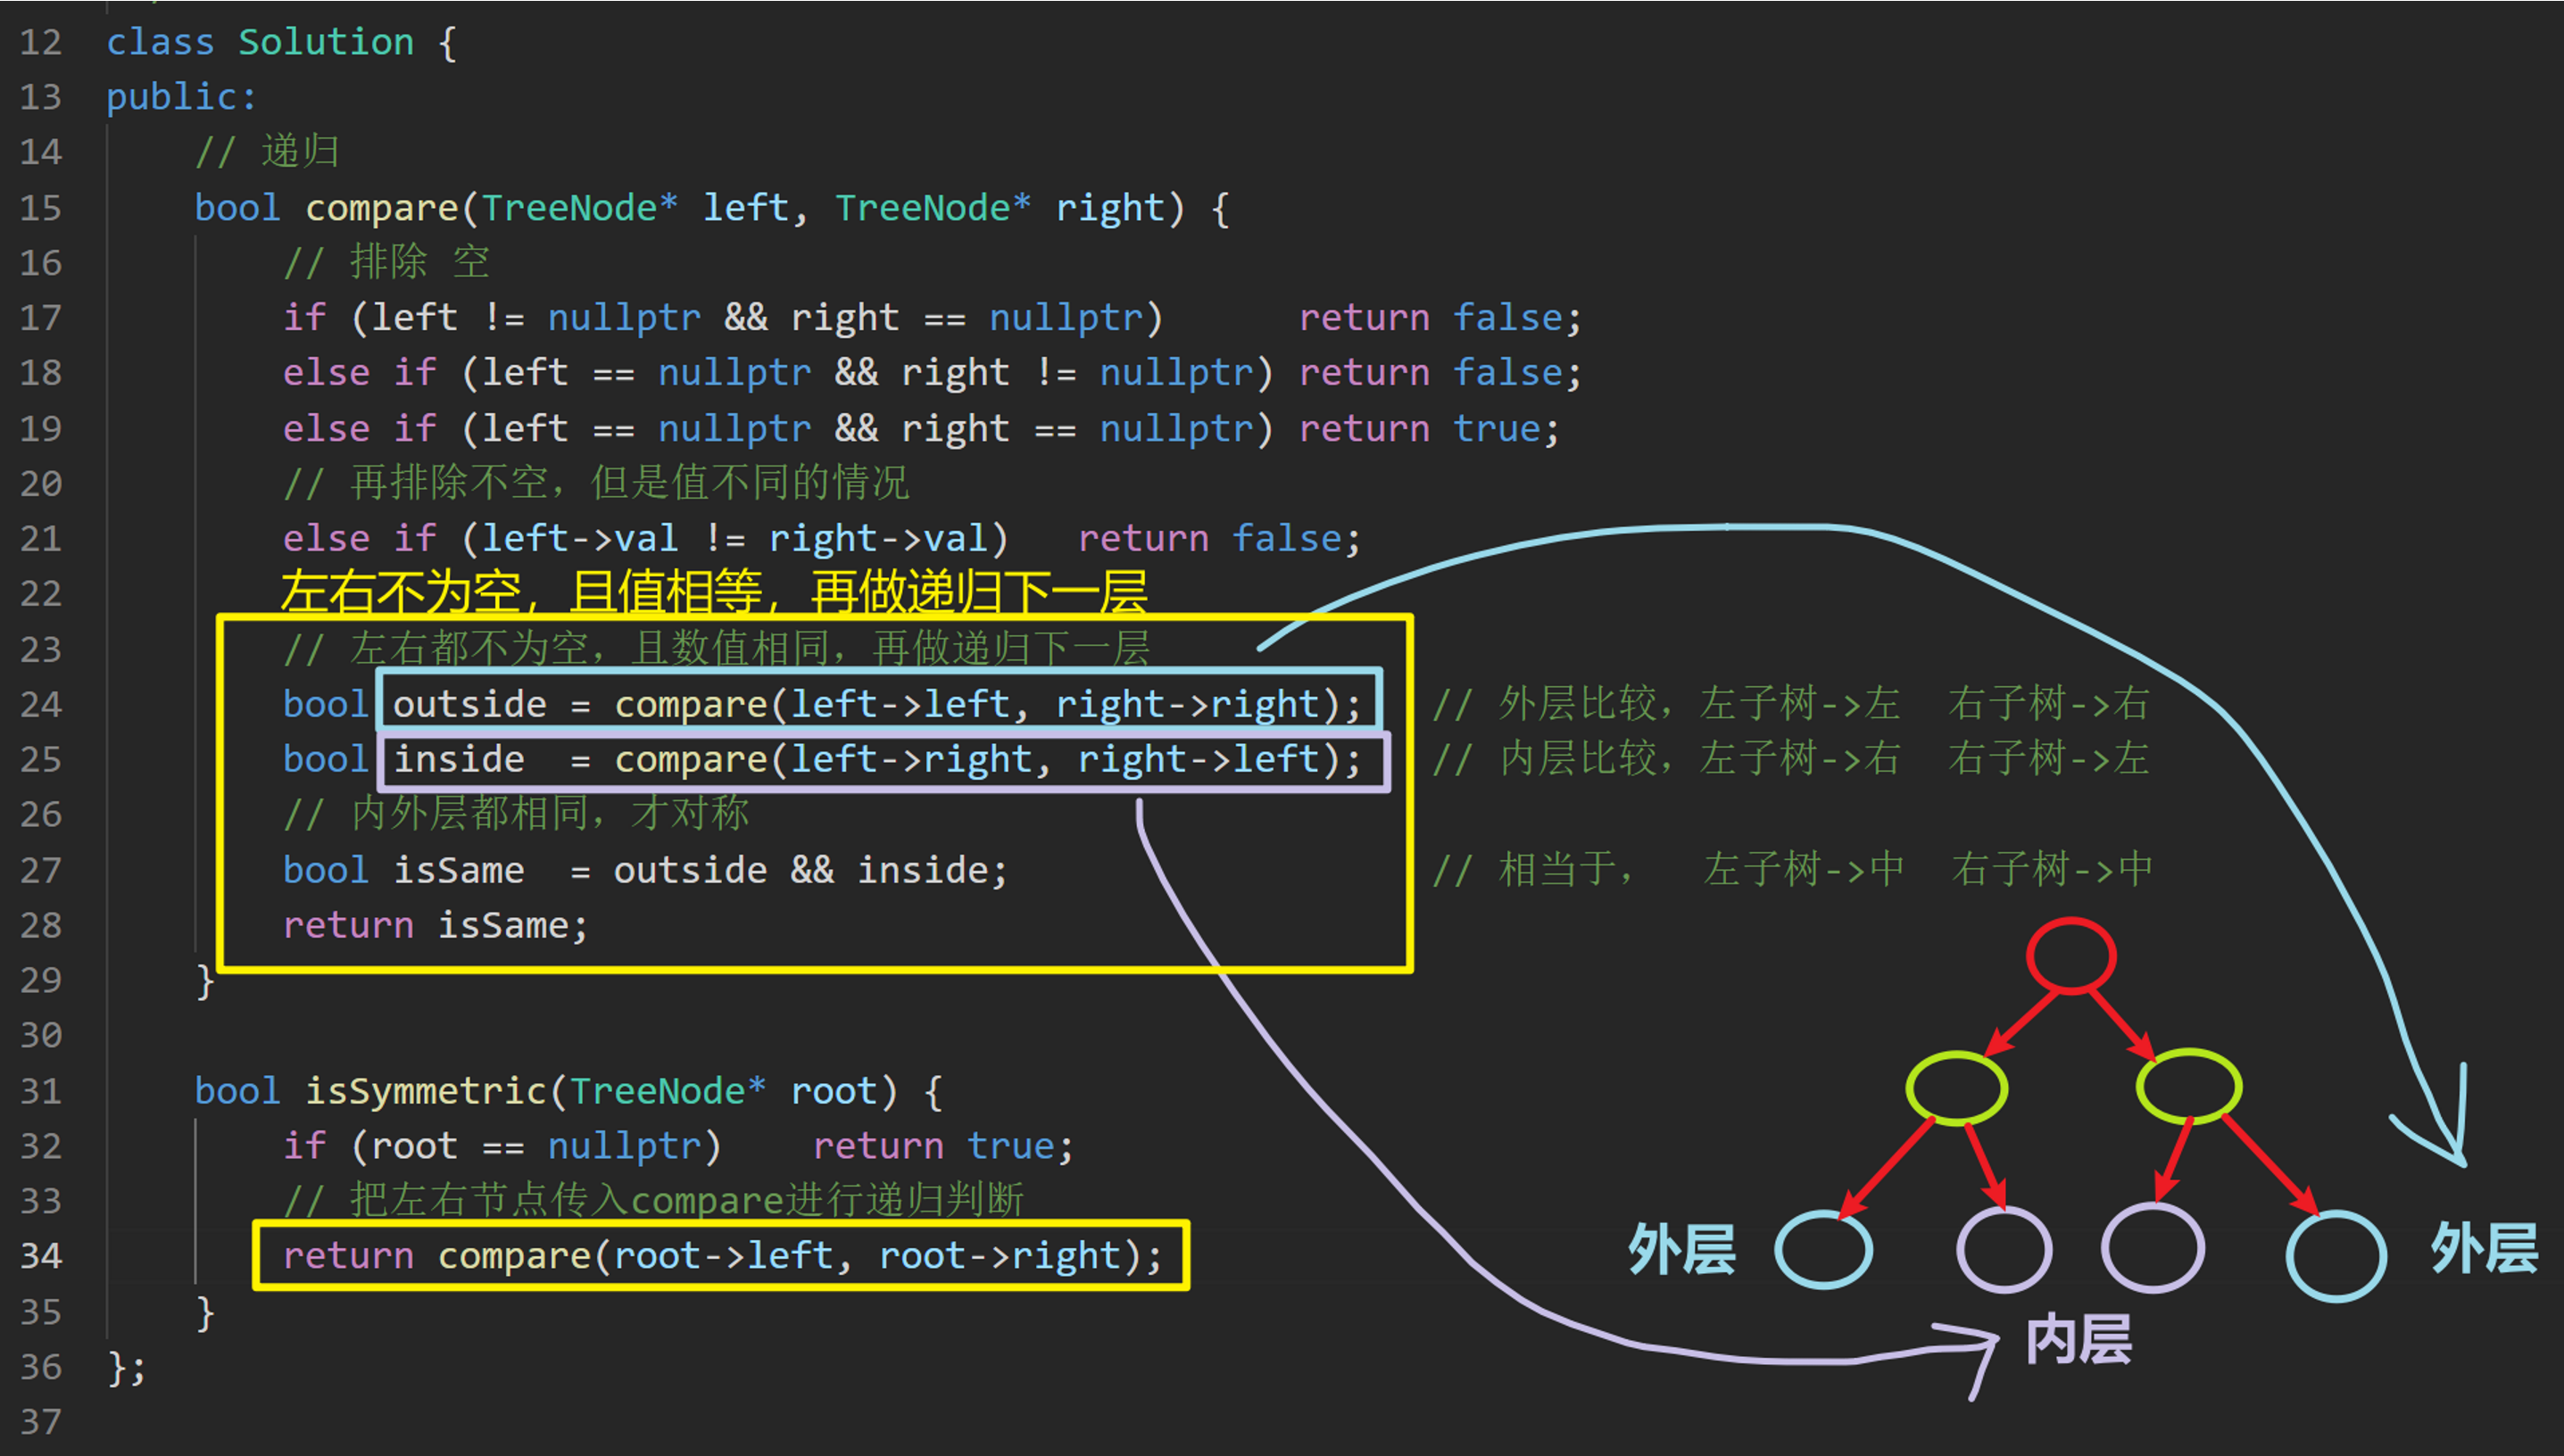 12 class Solution {
13 public:
14 // 递归
15 bool compare(TreeNode* left, TreeNode* right) {
16 // 排除 空
17 if (left != nullptr && right == nullptr) return false;
18 else if (left == nullptr && right != nullptr) return false;
19 else if (left == nullptr && right == nullptr) return true;
20 // 再排除不空，但是值不同的情况
21 else if (left->val != right->val) return false;
22 左右不为空，且值相等，再做递归下一层
23 // 左右都不为空，且数值相同，再做递归下一层
24 bool outside = compare(left->left, right->right); // 外层比较，左子树->左 右子树->右
25 bool inside = compare(left->right, right->left); // 内层比较，左子树->右 右子树->左
26 // 内外层都相同，才对称
27 bool isSame = outside && inside; // 相当于， 左子树->中 右子树->中
28 return isSame;
29 }
30
31 bool isSymmetric(TreeNode* root) {
32 if (root == nullptr) return true;
33 // 把左右节点传入compare进行递归判断
34 return compare(root->left, root->right);
35 }
36 };
37
外层
外层
内层